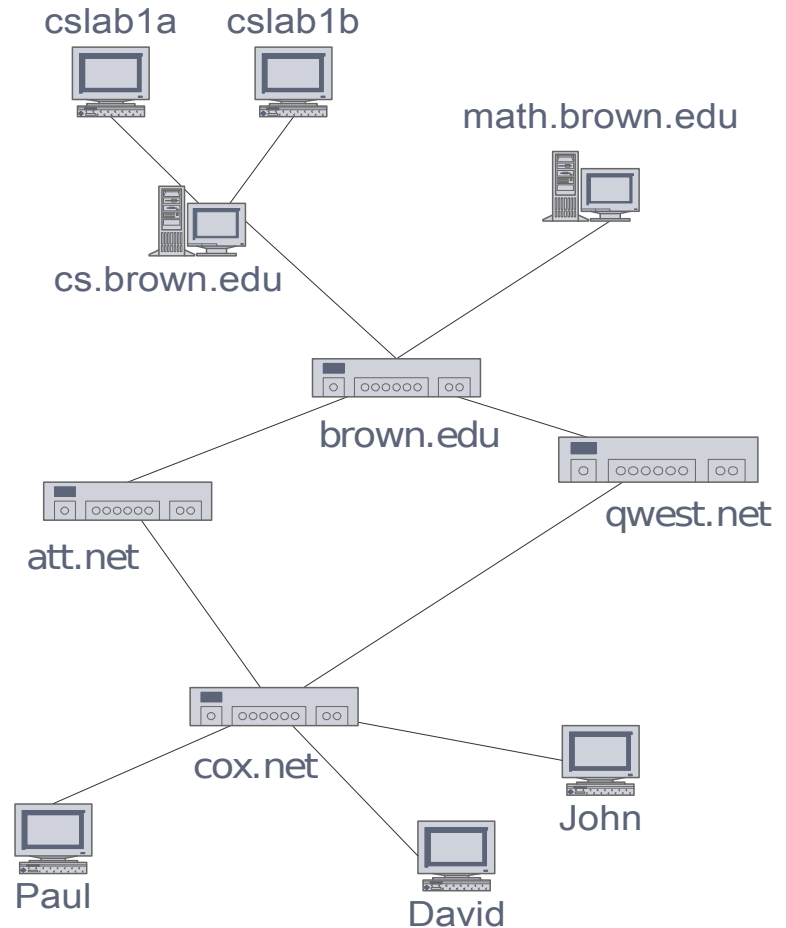 cslab1a
cslab1b
math.brown.edu
cs.brown.edu
brown.edu
qwest.net
att.net
cox.net
John
Paul
David